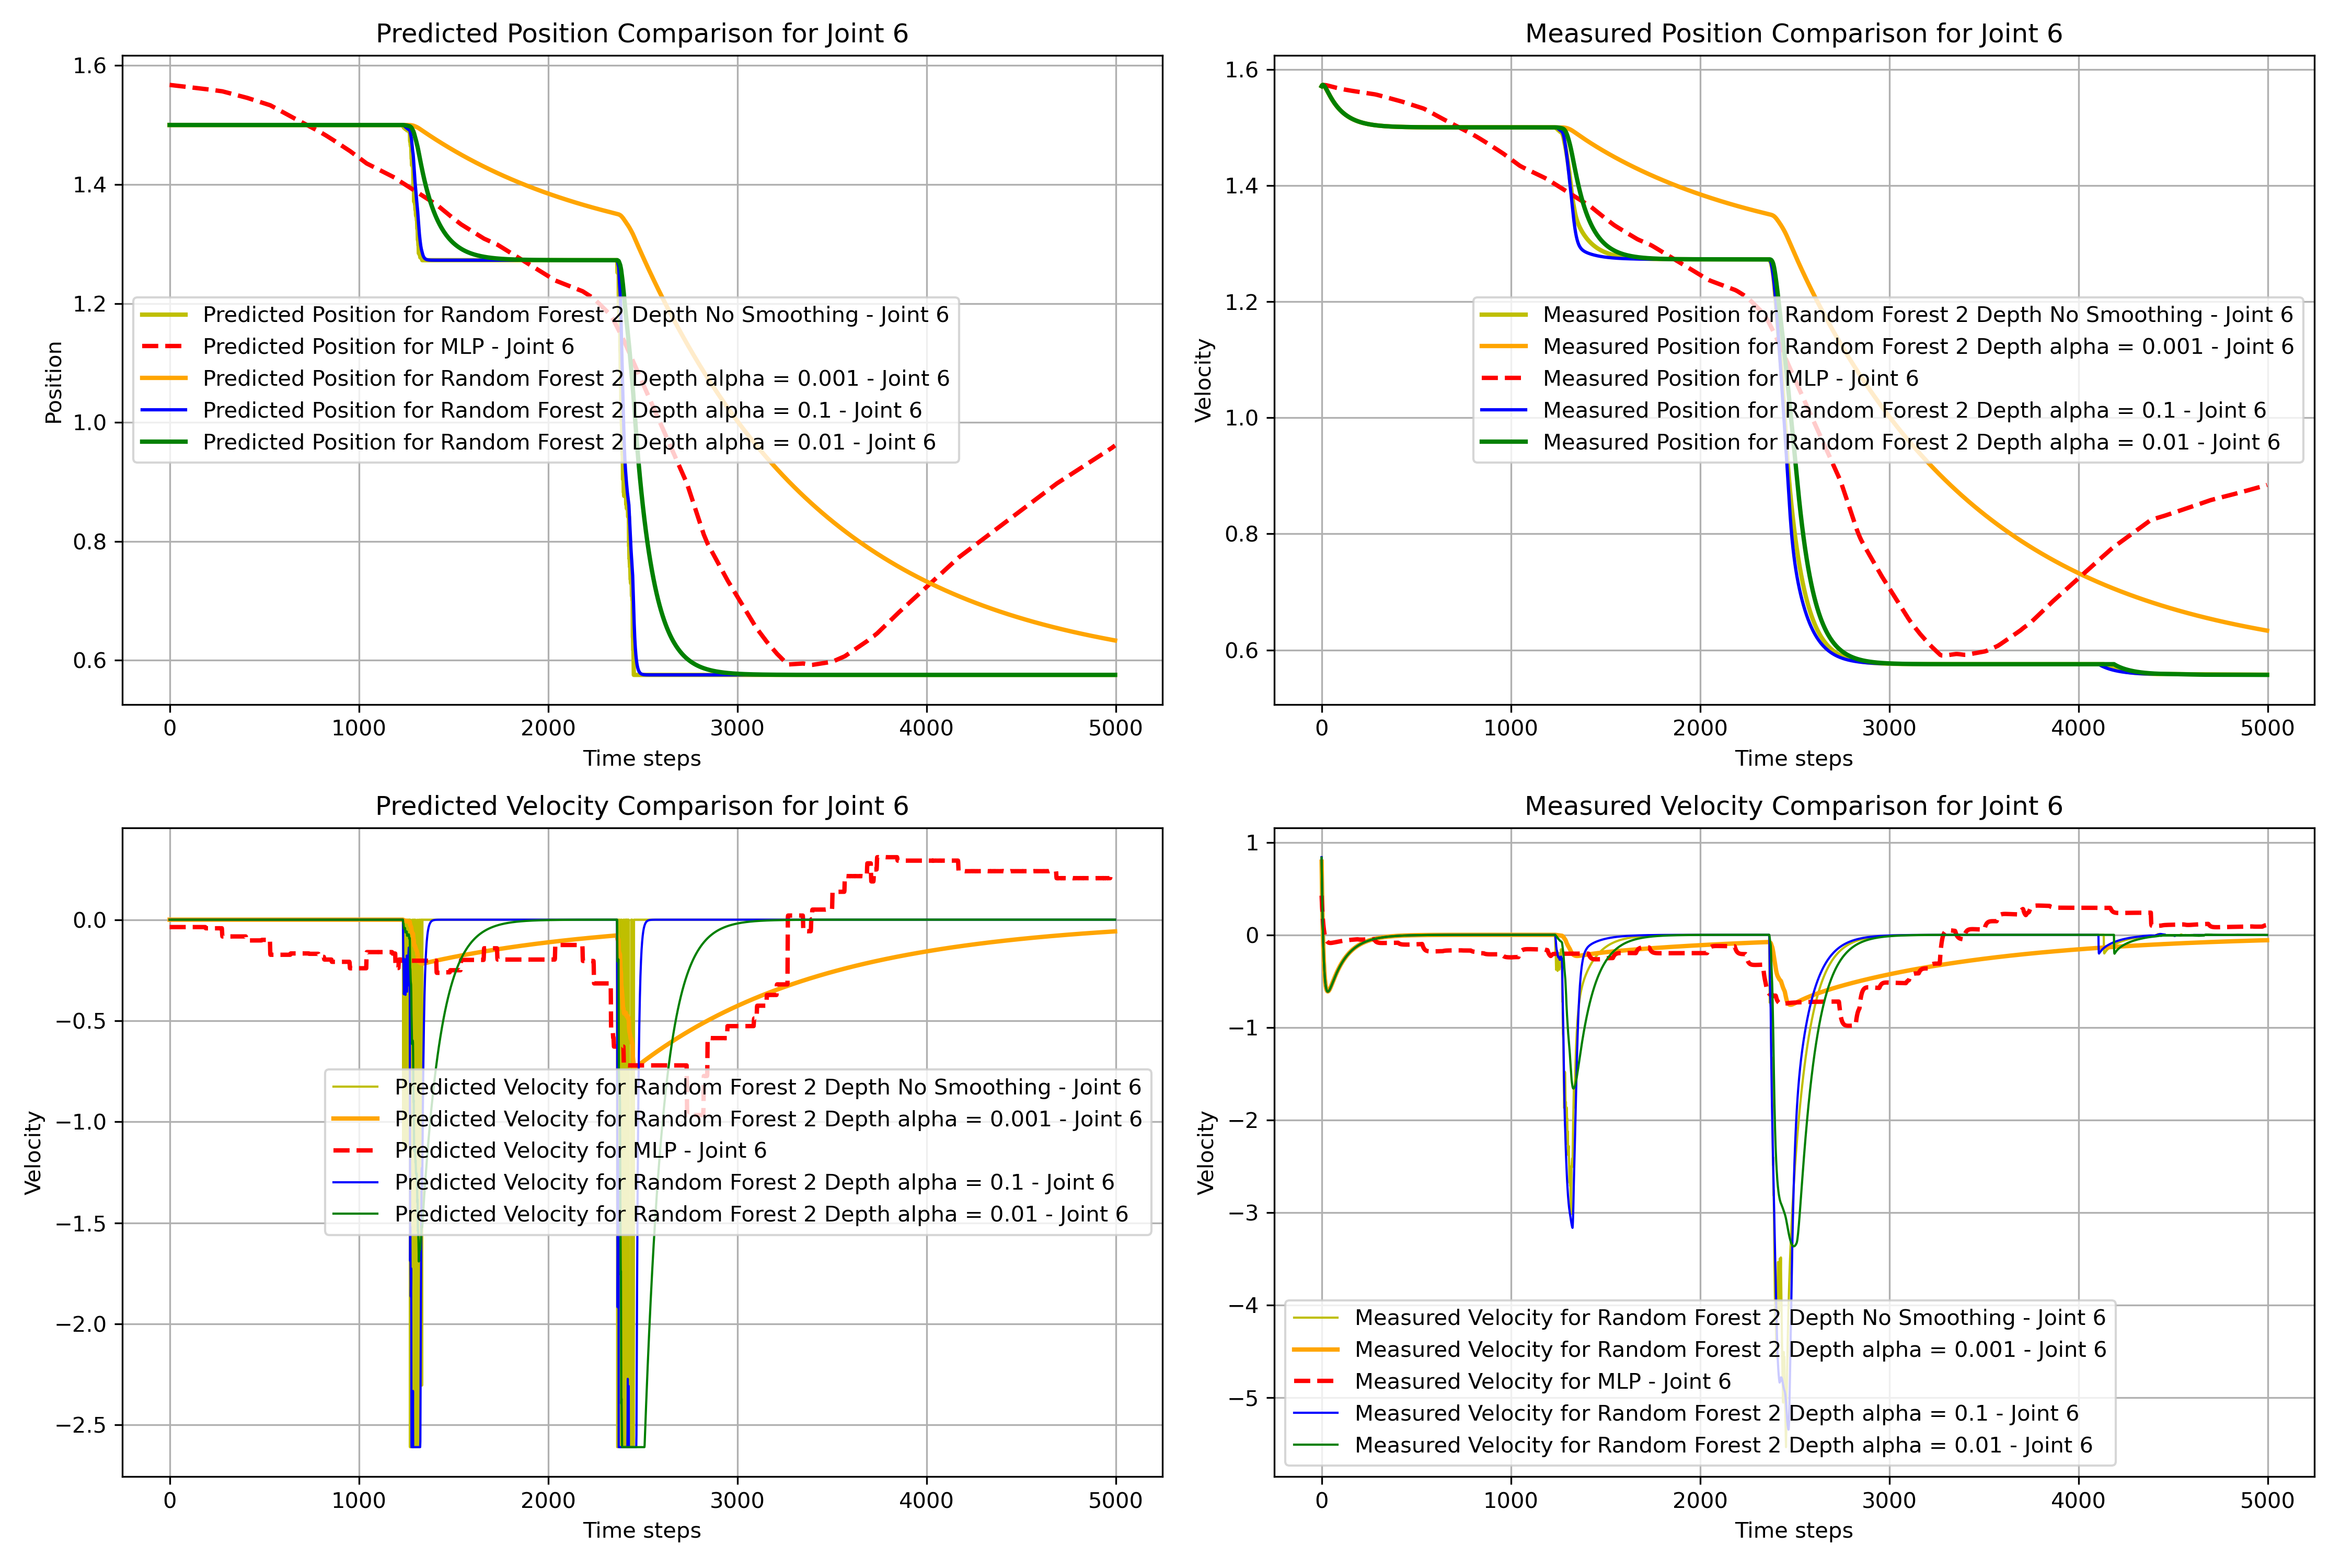 Predicted Position Comparison for Joint 6
1.6
1.4
1.2
1.0
0.8
0.6
Position
Predicted Position for Random Forest 2 Depth No Smoothing - Joint 6
Predicted Position for MLP - Joint 6
Predicted Position for Random Forest 2 Depth alpha = 0.001 - Joint 6
Predicted Position for Random Forest 2 Depth alpha = 0.1 - Joint 6
Predicted Position for Random Forest 2 Depth alpha = 0.01 - Joint 6
0 1000 2000 3000 4000 5000
Time steps
Measured Position Comparison for Joint 6
1.6
1.4
1.2
1.0
0.8
0.6
Velocity
Measured Position for Random Forest 2 Depth No Smoothing - Joint 6
Measured Position for Random Forest 2 Depth alpha = 0.001 - Joint 6
Measured Position for MLP - Joint 6
Measured Position for Random Forest 2 Depth alpha = 0.1 - Joint 6
Measured Position for Random Forest 2 Depth alpha = 0.01 - Joint 6
0 1000 2000 3000 4000 5000
Time steps
Predicted Velocity Comparison for Joint 6
0.0
−0.5
−1.0
−1.5
−2.0
−2.5
Velocity
Predicted Velocity for Random Forest 2 Depth No Smoothing - Joint 6
Predicted Velocity for Random Forest 2 Depth alpha = 0.001 - Joint 6
Predicted Velocity for MLP - Joint 6
Predicted Velocity for Random Forest 2 Depth alpha = 0.1 - Joint 6
Predicted Velocity for Random Forest 2 Depth alpha = 0.01 - Joint 6
0 1000 2000 3000 4000 5000
Time steps
Measured Velocity Comparison for Joint 6
1
0
−1
−2
−3
−4
−5
Velocity
Measured Velocity for Random Forest 2 Depth No Smoothing - Joint 6
Measured Velocity for Random Forest 2 Depth alpha = 0.001 - Joint 6
Measured Velocity for MLP - Joint 6
Measured Velocity for Random Forest 2 Depth alpha = 0.1 - Joint 6
Measured Velocity for Random Forest 2 Depth alpha = 0.01 - Joint 6
0 1000 2000 3000 4000 5000
Time steps